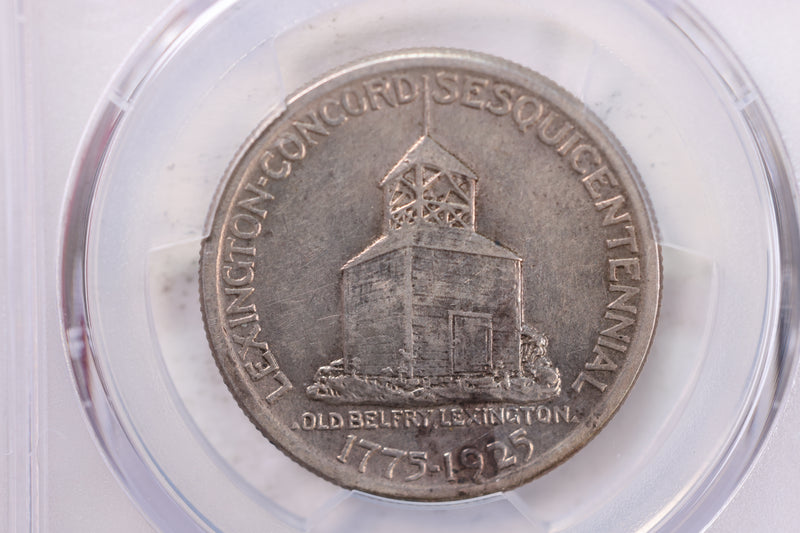 LEXINGTON=CONCORD SESQUICENTENNIAL
OLD BELFRY, LEXINGTON
1775-1925